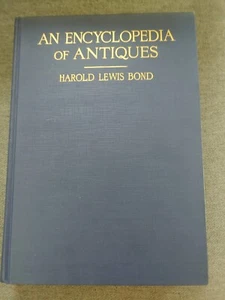 AN ENCYCLOPEDIA
OF ANTIQUES
HAROLD LEWIS BOND